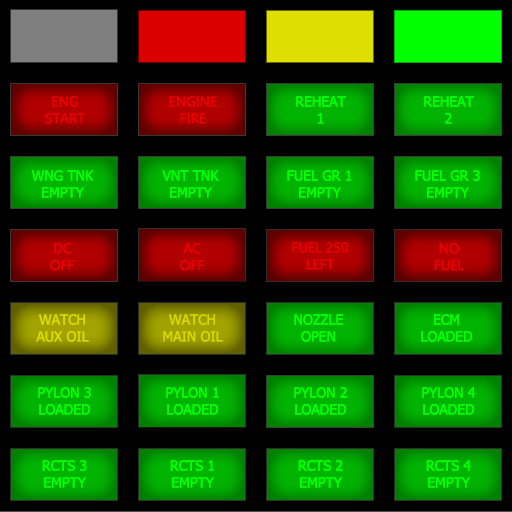 ENG
START
ENGINE
FIRE
REHEAT
1
REHEAT
2
WNG TNK
EMPTY
VNT TNK
EMPTY
FUEL GR 1
EMPTY
FUEL GR 3
EMPTY
DC
OFF
AC
OFF
FUEL 250
LEFT
NO
FUEL
WATCH
AUX OIL
WATCH
MAIN OIL
NOZZLE
OPEN
ECM
LOADED
PYLON 3
LOADED
PYLON 1
LOADED
PYLON 2
LOADED
PYLON 4
LOADED
RCTS 3
EMPTY
RCTS 1
EMPTY
RCTS 2
EMPTY
RCTS 4
EMPTY